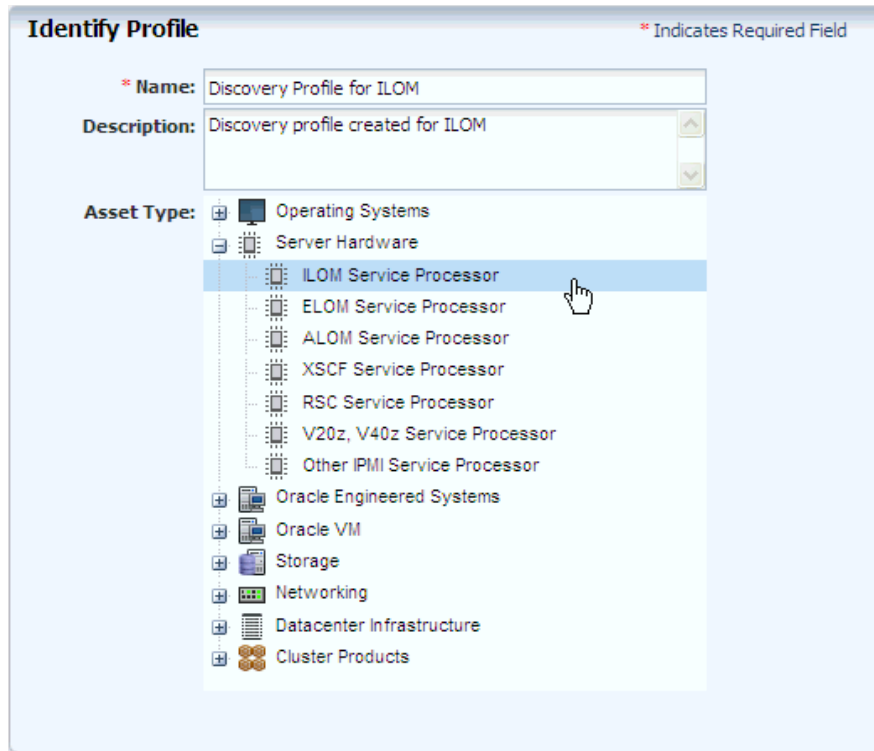 Identify Profile
* Indicates Required Field
* Name: Discovery Profile for ILOM
Description: Discovery profile created for ILOM
Asset Type:
Operating Systems
Server Hardware
ILOM Service Processor
ELOM Service Processor
ALOM Service Processor
XSCF Service Processor
RSC Service Processor
V20z, V40z Service Processor
Other IPMI Service Processor
Oracle Engineered Systems
Oracle VM
Storage
Networking
Datacenter Infrastructure
Cluster Products